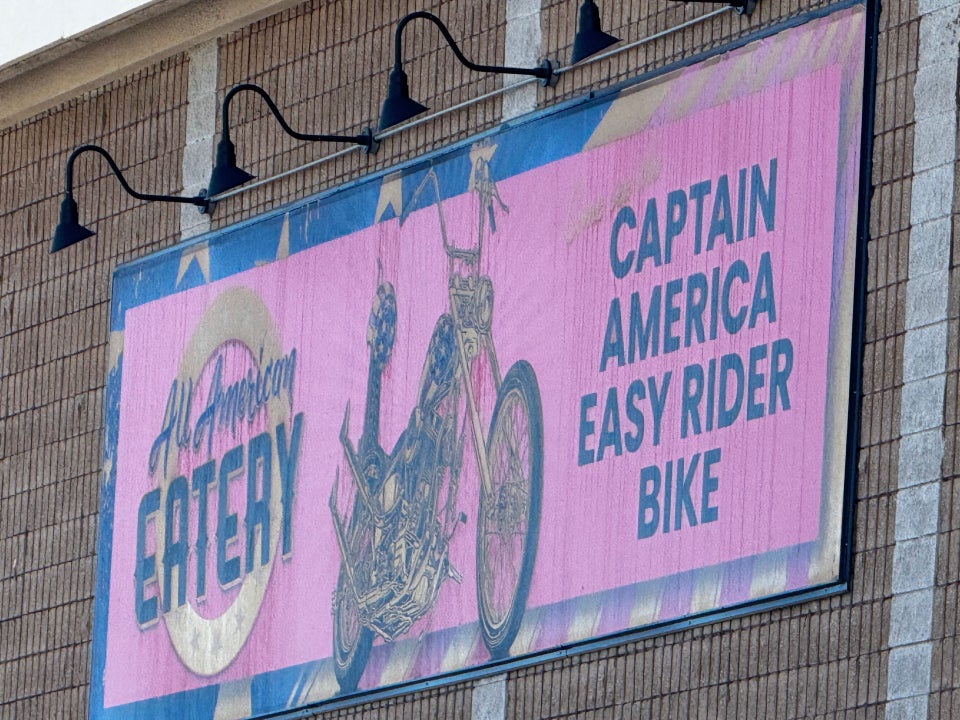 All American
EATERY
CAPTAIN
AMERICA
EASY RIDER
BIKE